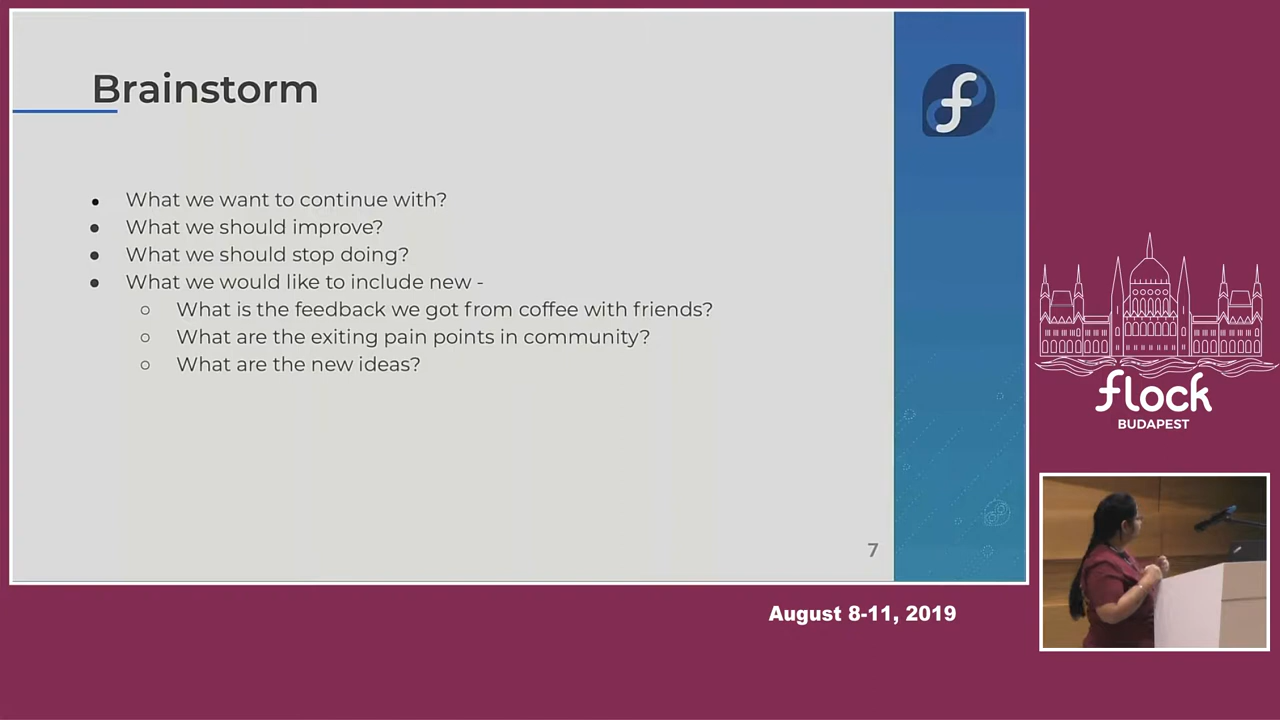 Brainstorm
What we want to continue with?
What we should improve?
What we should stop doing?
What we would like to include new -
What is the feedback we got from coffee with friends?
What are the exiting pain points in community?
What are the new ideas?
7
flock
BUDAPEST
August 8-11, 2019